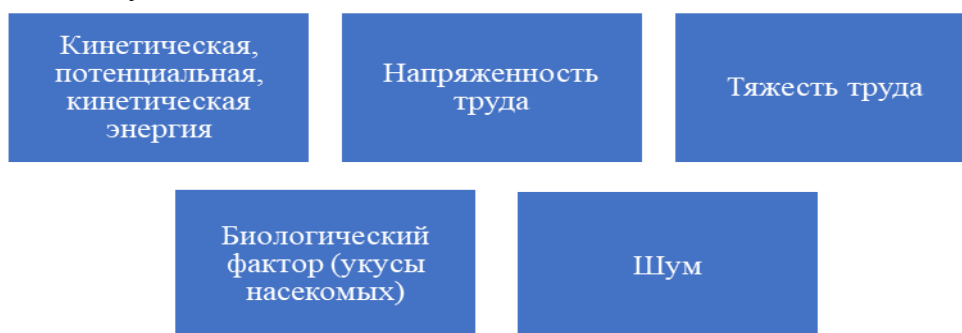 Кинетическая,
потенциальная,
кинетическая
энергия
Напряженность
труда
Тяжесть труда
Биологический
фактор (укусы
насекомых)
Шум